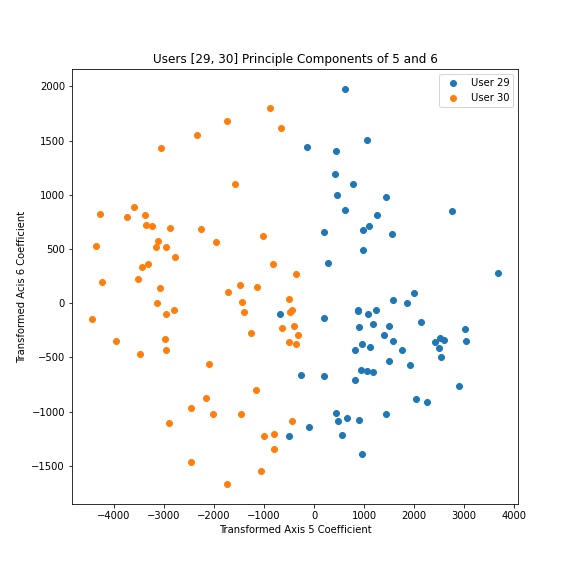 Users [29, 30] Principle Components of 5 and 6
User 29
User 30
Transformed Acis 6 Coefficient
2000
1500
1000
500
0
−500
−1000
−1500
−4000 −3000 −2000 −1000 0 1000 2000 3000 4000
Transformed Axis 5 Coefficient